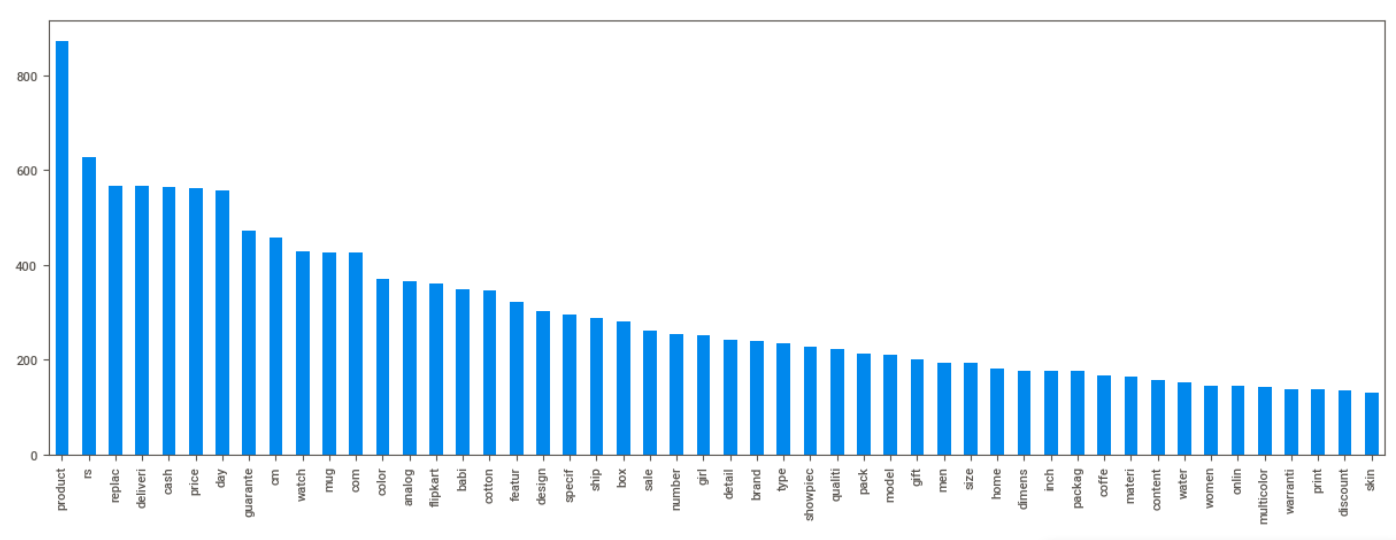 800
600
400
200
0
product
rs
replac
deliveri
cash
price
day
guarante
cm
watch
mug
com
color
analog
flipkart
babi
cotton
featur
design
specif
ship
box
sale
number
girl
detail
brand
type
showpiec
qualiti
pack
model
gift
men
size
home
dimens
inch
packag
coffe
materi
content
water
women
onlin
multicolor
warranti
print
discount
skin